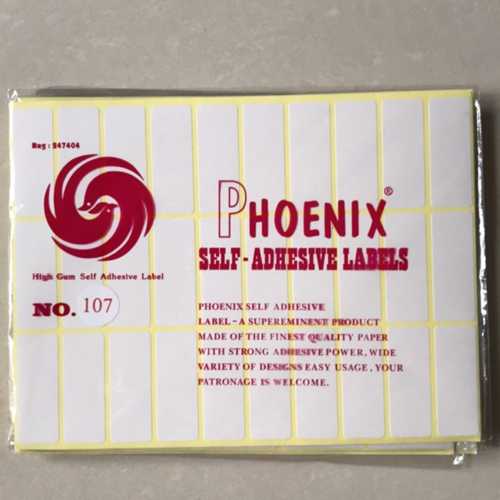 Reg : 247404
PHOENIX®
SELF-ADHESIVE LABELS
High Gum Self Adhesive Label
NO. 107
PHOENIX SELF ADHESIVE
LABEL - A SUPEREMINENT PRODUCT
MADE OF THE FINEST QUALITY PAPER
WITH STRONG ADHESIVE POWER, WIDE
VARIETY OF DESIGNS EASY USAGE, YOUR
PATRONAGE IS WELCOME.